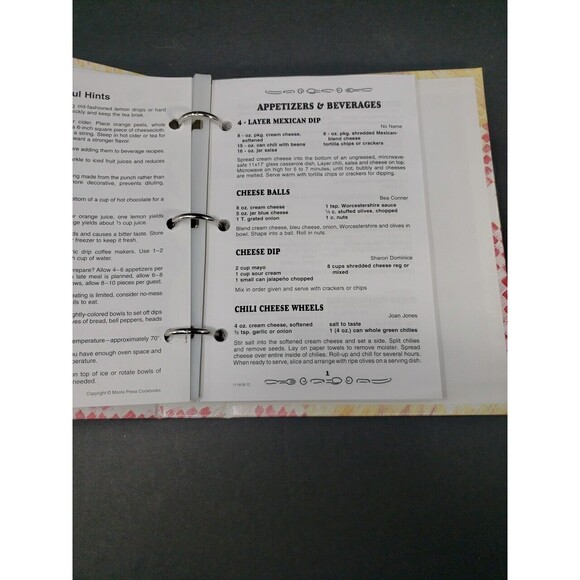 ul Hints
old-fashioned lemon drops or hard
quickly and keep the tea brisk.
cider. Place orange peels, whole
6-inch square piece of cheesecloth.
a string. Steep in hot cider or tea for
a stronger flavor.
re adding them to beverage recipes
arkle to iced fruit juices and reduces
made from the punch rather than
more decorative, prevents diluting,
bottom of a cup of hot chocolate for a
orange juice, one lemon yields
range yields about ⅓ cup juice.
and causes a bitter taste. Store
freezer to keep it fresh.
tric drip coffee makers. Use 1–2
ch cup of water.
prepare? Allow 4–6 appetizers per
late meal is planned, allow 6–8
ows, allow 8–10 pieces per guest.
eating is limited, consider no-mess
ils to eat.
ghtly-colored bowls to set off dips
ves of bread, bell peppers, heads
emperature—approximately 70°
you have enough oven space and
perature.
on top of ice or rotate bowls of
needed.
Copyright © Morris Press Cookbooks
APPETIZERS & BEVERAGES
4 - LAYER MEXICAN DIP
No Name
8 - oz. pkg. cream cheese, softened
15 - oz. can chili with beans
16 - oz. jar salsa
8 - oz. pkg. shredded Mexican-blend cheese
tortilla chips or crackers
Spread cream cheese into the bottom of an ungressed, micrwave-
safe 11x17" glass casserole dish. Layer chili, salsa and cheese on top.
Microwave on high for 5 to 7 minutes, until hot; bubbly and cheeses
are melted. Serve warm with tortilla chips or crackers for dipping.
CHEESE BALLS
Bea Conner
8 oz. cream cheese
5 oz. jar blue cheese
1 T. grated onion
1 tsp. Worcestershire sauce
½ c. stuffed olives, chopped
1 c. nuts
Blend cream cheese, bleu cheese, onion, Worcestershire and olives in
bowl. Shape into a ball. Roll in nuts.
CHEESE DIP
Sharon Dominice
2 cup mayo
1 cup sour cream
1 small can jalapeño chopped
8 cups shredded cheese reg or
mixed
Mix in order given and serve with crackers or chips
CHILI CHEESE WHEELS
Joan Jones
4 oz. cream cheese, softened
½ tsp. garlic or onion
salt to taste
1 (4 oz.) can whole green chilies
Stir salt into the softened cream cheese and set a side. Split chilies
and remove seeds. Lay on paper towels to remove moister. Spread
cheese over entire inside of chilies. Roll-up and chill for several hours.
When ready to serve, slice and arrange with ripe olives on a serving dish.
1